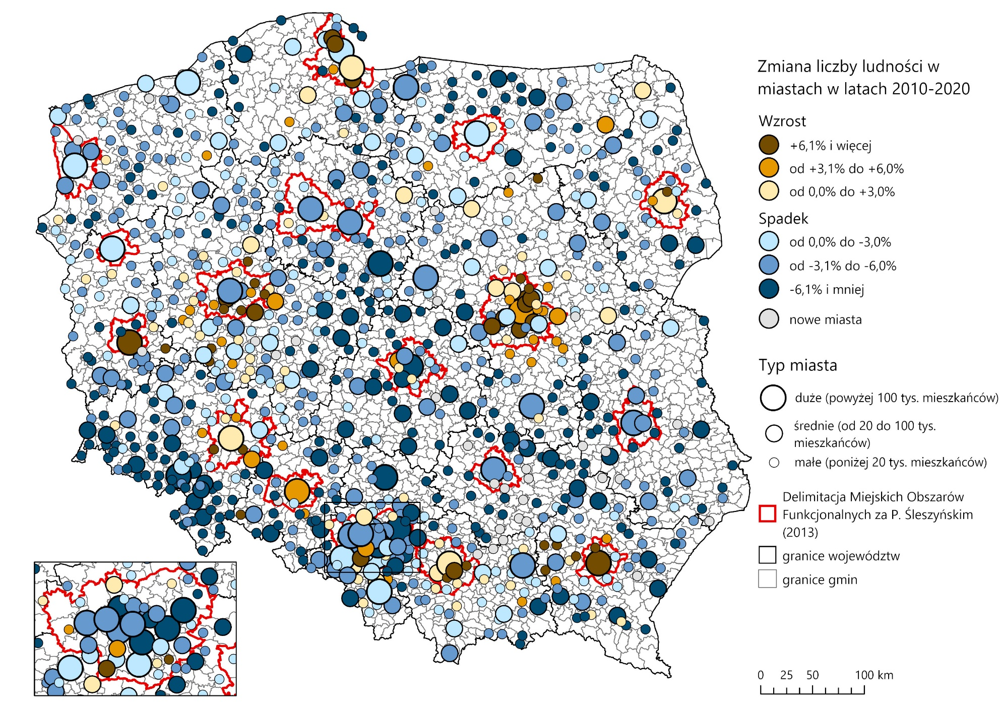 Zmiana liczby ludności w
miastach w latach 2010-2020
Wzrost
+6,1% i więcej
od +3,1% do +6,0%
od 0,0% do +3,0%
Spadek
od 0,0% do -3,0%
od -3,1% do -6,0%
-6,1% i mniej
nowe miasta
Typ miasta
duże (powyżej 100 tys. mieszkańców)
średnie (od 20 do 100 tys.
mieszkańców)
małe (poniżej 20 tys. mieszkańców)
Delimitacja Miejskich Obszarów
Funkcjonalnych za P. Śleszyńskim
(2013)
granice województw
granice gmin
0 25 50 100 km